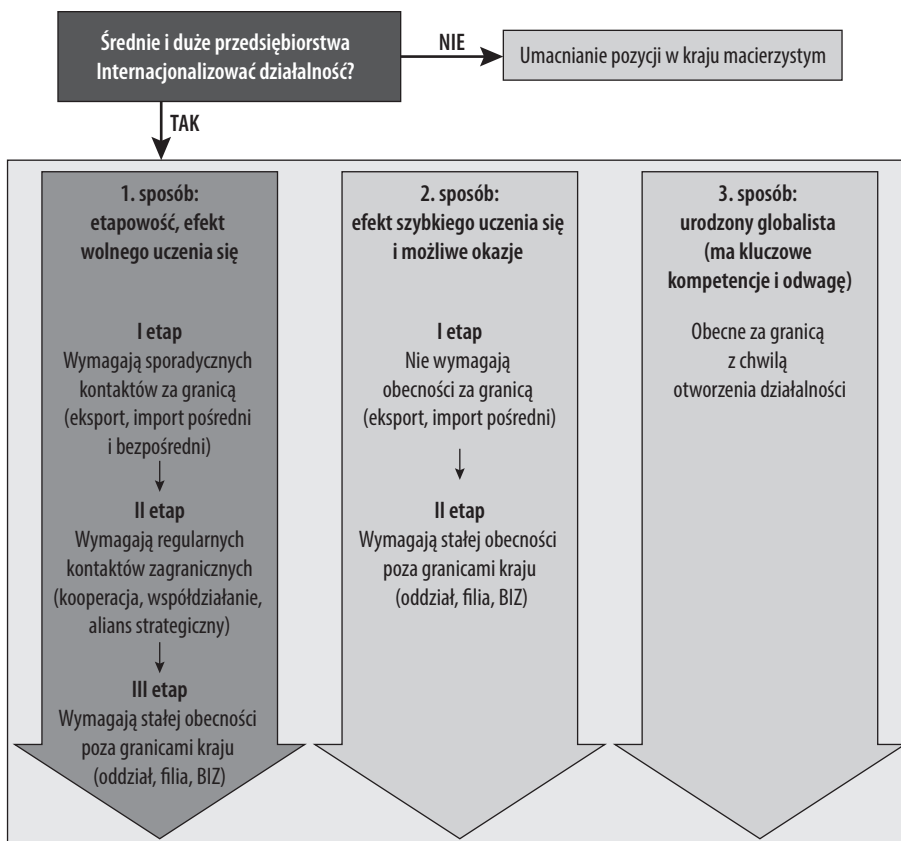 Średnie i duże przedsiębiorstwa
Internacjonalizować działalność?
NIE
Umacnianie pozycji w kraju macierzystym
TAK
1. sposób:
etapowość, efekt
wolnego uczenia się
I etap
Wymagają sporadycznych
kontaktów za granicą
(eksport, import pośredni
i bezpośredni)
II etap
Wymagają regularnych
kontaktów zagranicznych
(kooperacja, współdziałanie,
alians strategiczny)
III etap
Wymagają stałej obecności
poza granicami kraju
(oddział, filia, BIZ)
2. sposób:
efekt szybkiego uczenia się
i możliwe okazje
I etap
Nie wymagają
obecności za granicą
(eksport, import pośredni)
II etap
Wymagają stałej obecności
poza granicami kraju
(oddział, filia, BIZ)
3. sposób:
urodzony globalista
(ma kluczowe
kompetencje i odwagę)
Obecne za granicą
z chwilą
otworzenia działalności